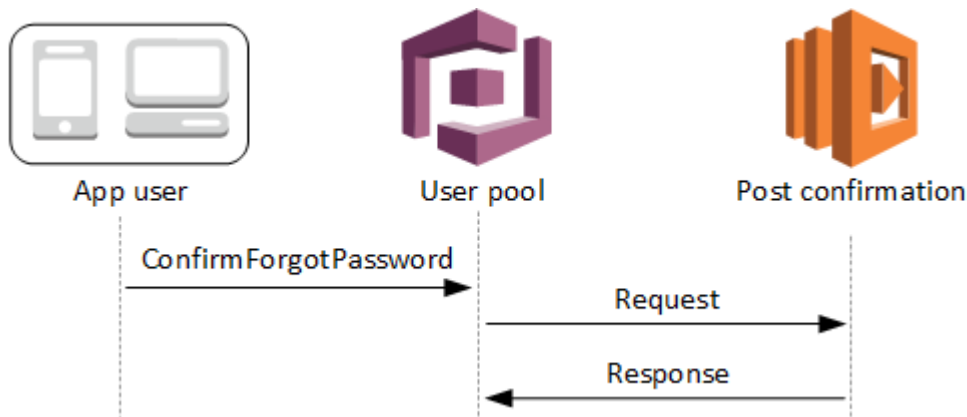 App user
User pool
Post confirmation
ConfirmForgotPassword
Request
Response